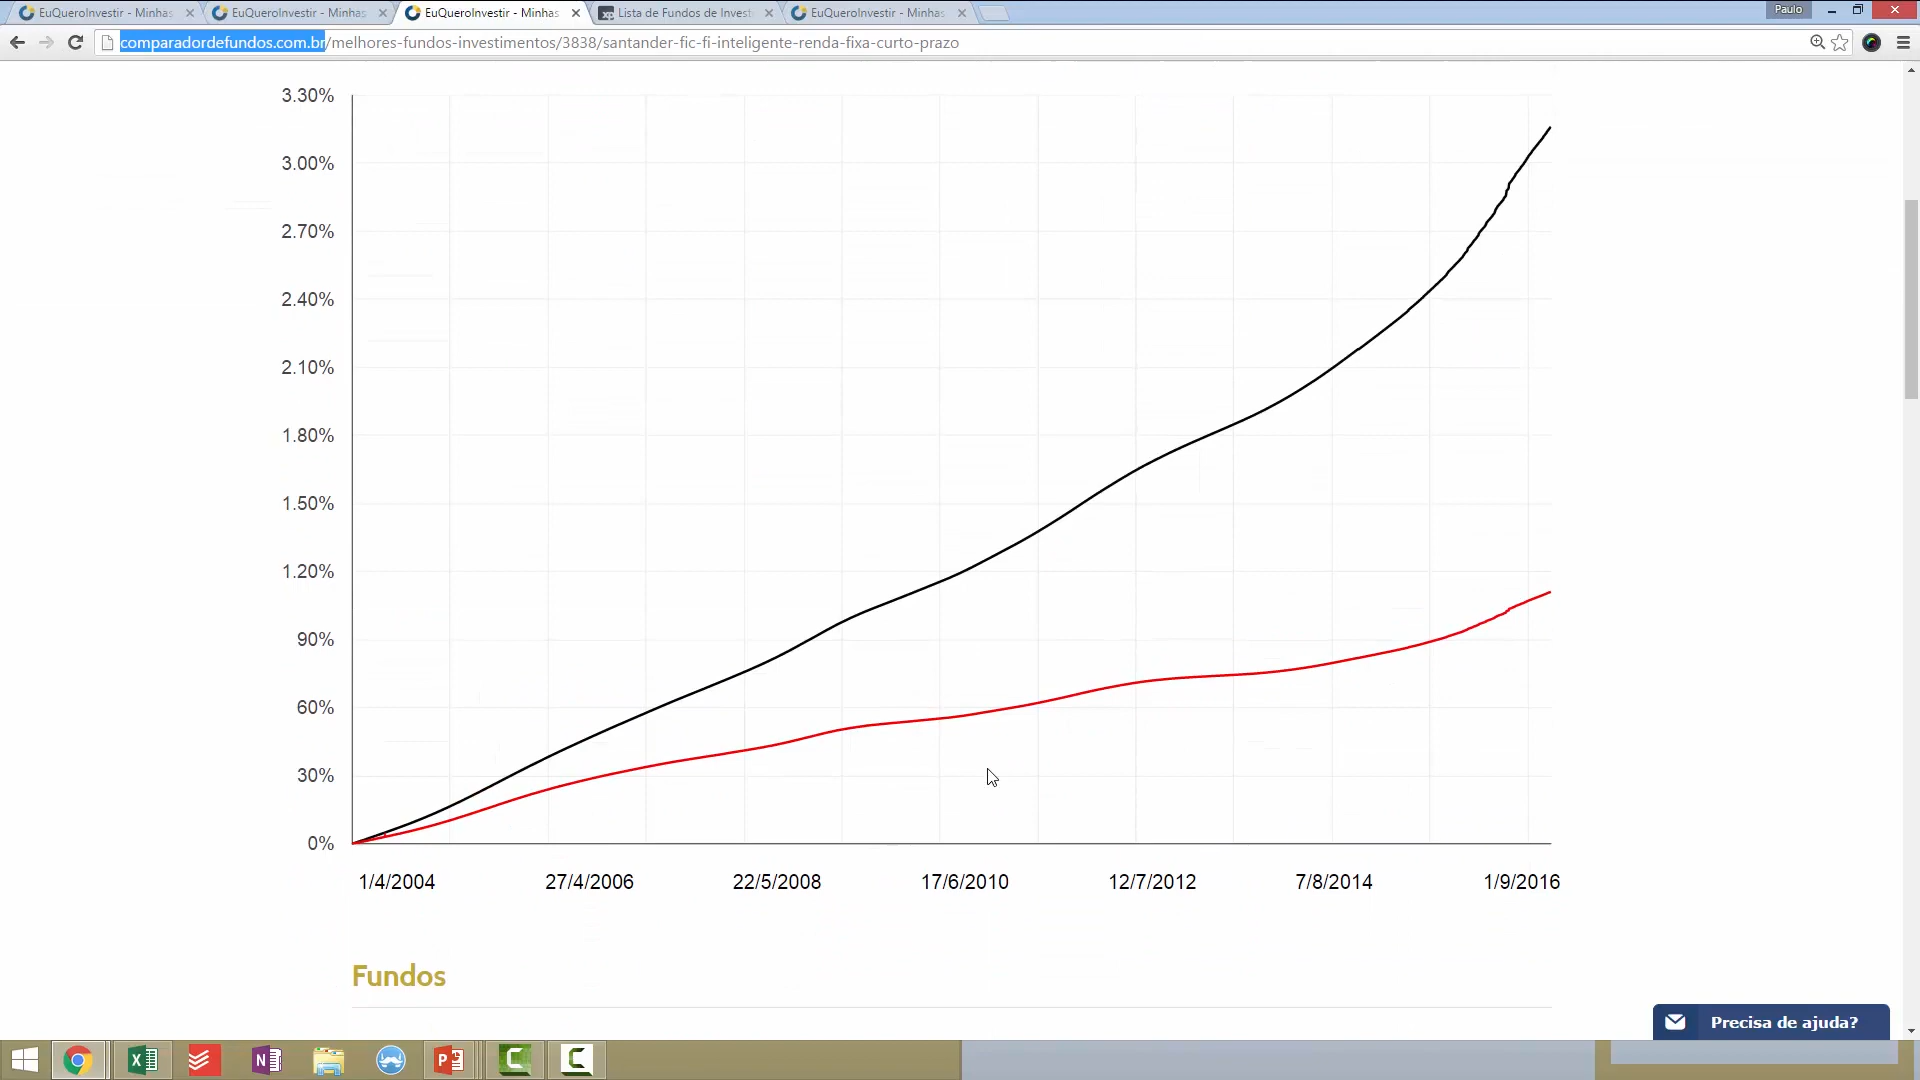 EuQueroInvestir - Minhas
EuQueroInvestir - Minhas
EuQueroInvestir - Minhas
Lista de Fundos de Invest
EuQueroInvestir - Minhas
Paulo
comparadordefundos.com.br/melhores-fundos-investimentos/3838/santander-fic-fi-inteligente-renda-fixa-curto-prazo
3.30%
3.00%
2.70%
2.40%
2.10%
1.80%
1.50%
1.20%
90%
60%
30%
0%
1/4/2004
27/4/2006
22/5/2008
17/6/2010
12/7/2012
7/8/2014
1/9/2016
Fundos
Precisa de ajuda?